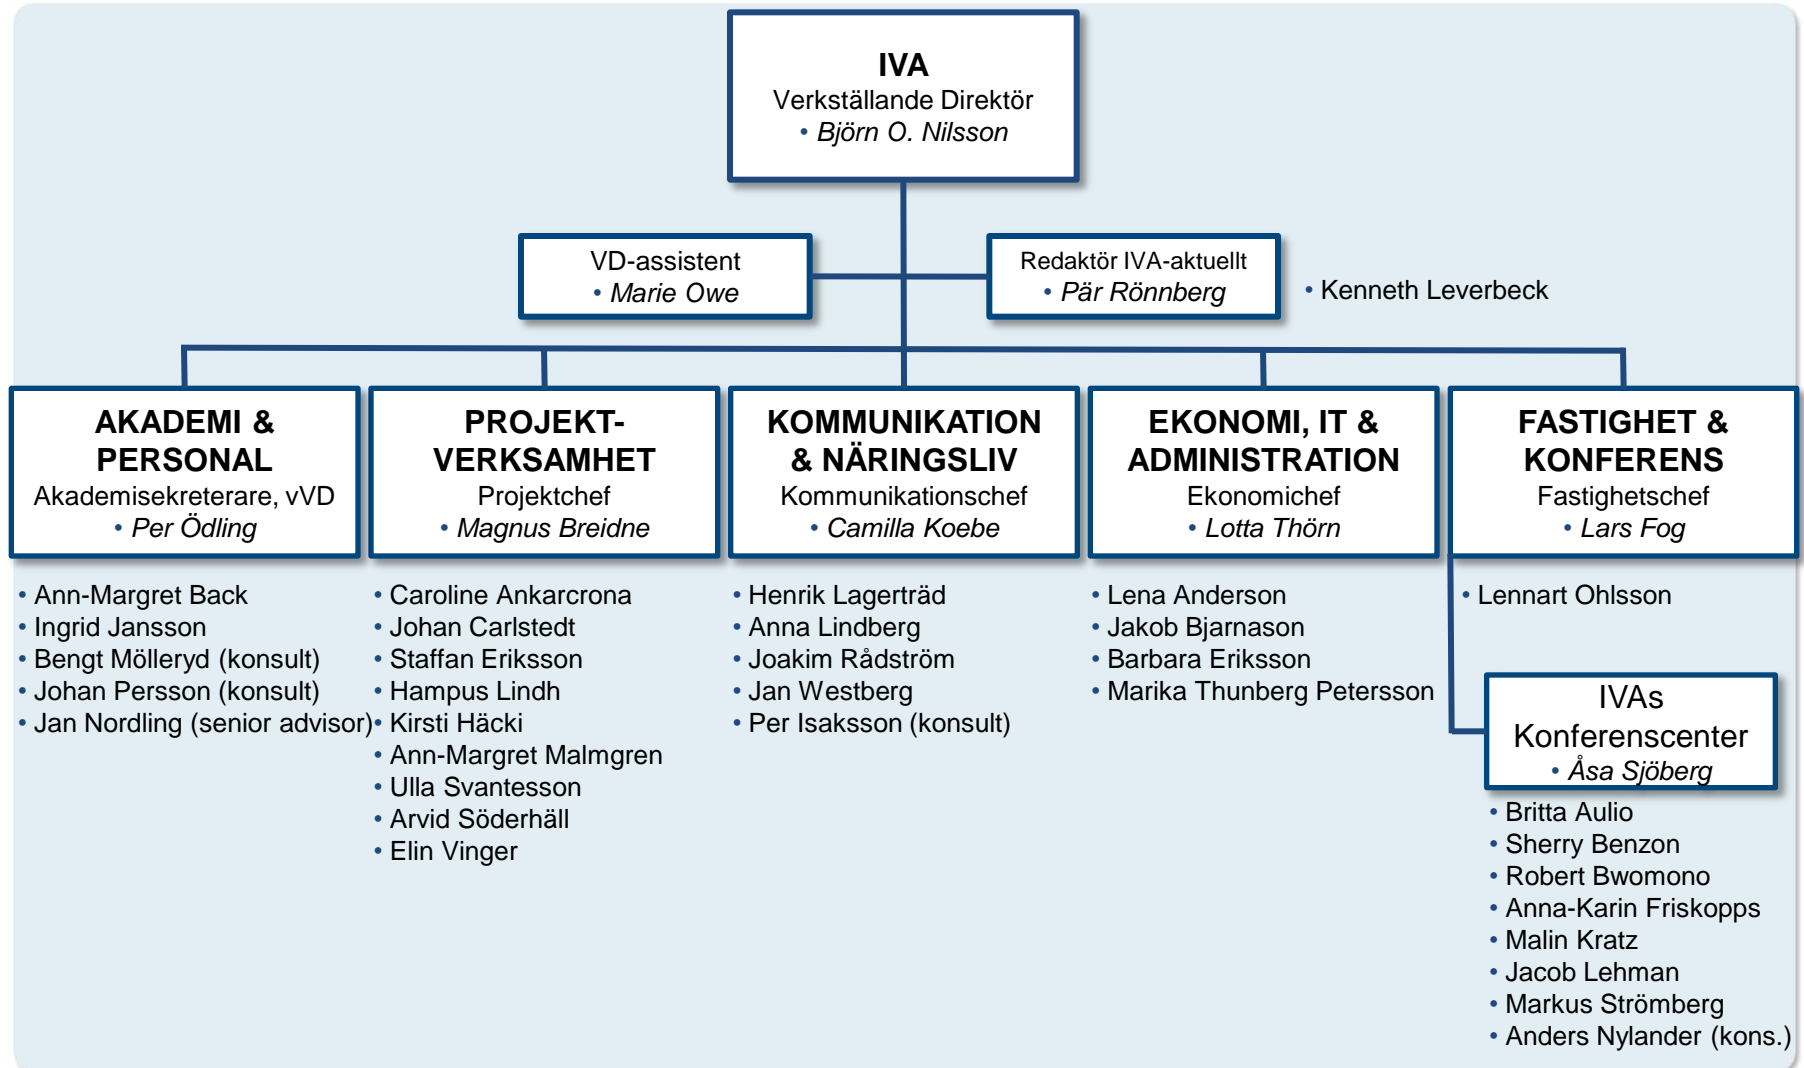 IVA
Verkställande Direktör
• Björn O. Nilsson
VD-assistent
• Marie Owe
Redaktör IVA-aktuellt
• Pär Rönnberg
• Kenneth Leverbeck
AKADEMI &
PERSONAL
Akademisekreterare, vVD
• Per Ödling
• Ann-Margret Back
• Ingrid Jansson
• Bengt Mölleryd (konsult)
• Johan Persson (konsult)
• Jan Nordling (senior advisor)
PROJEKT-
VERKSAMHET
Projektchef
• Magnus Breidne
• Caroline Ankarcrona
• Johan Carlstedt
• Staffan Eriksson
• Hampus Lindh
• Kirsti Häcki
• Ann-Margret Malmgren
• Ulla Svantesson
• Arvid Söderhäll
• Elin Vinger
KOMMUNIKATION
& NÄRINGSLIV
Kommunikationschef
• Camilla Koebe
• Henrik Lagerträd
• Anna Lindberg
• Joakim Rådström
• Jan Westberg
• Per Isaksson (konsult)
EKONOMI, IT &
ADMINISTRATION
Ekonomichef
• Lotta Thörn
• Lena Anderson
• Jakob Bjarnason
• Barbara Eriksson
• Marika Thunberg Petersson
FASTIGHET &
KONFERENS
Fastighetschef
• Lars Fog
• Lennart Ohlsson
IVAs
Konferenscenter
• Åsa Sjöberg
• Britta Aulio
• Sherry Benzon
• Robert Bwomono
• Anna-Karin Friskopps
• Malin Kratz
• Jacob Lehman
• Markus Strömberg
• Anders Nylander (kons.)